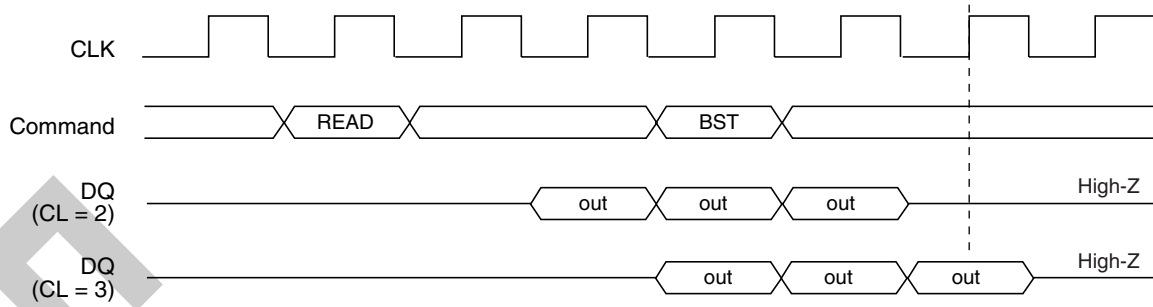 CLK
Command
READ
BST
DQ
(CL = 2)
out
out
out
High-Z
DQ
(CL = 3)
out
out
out
High-Z